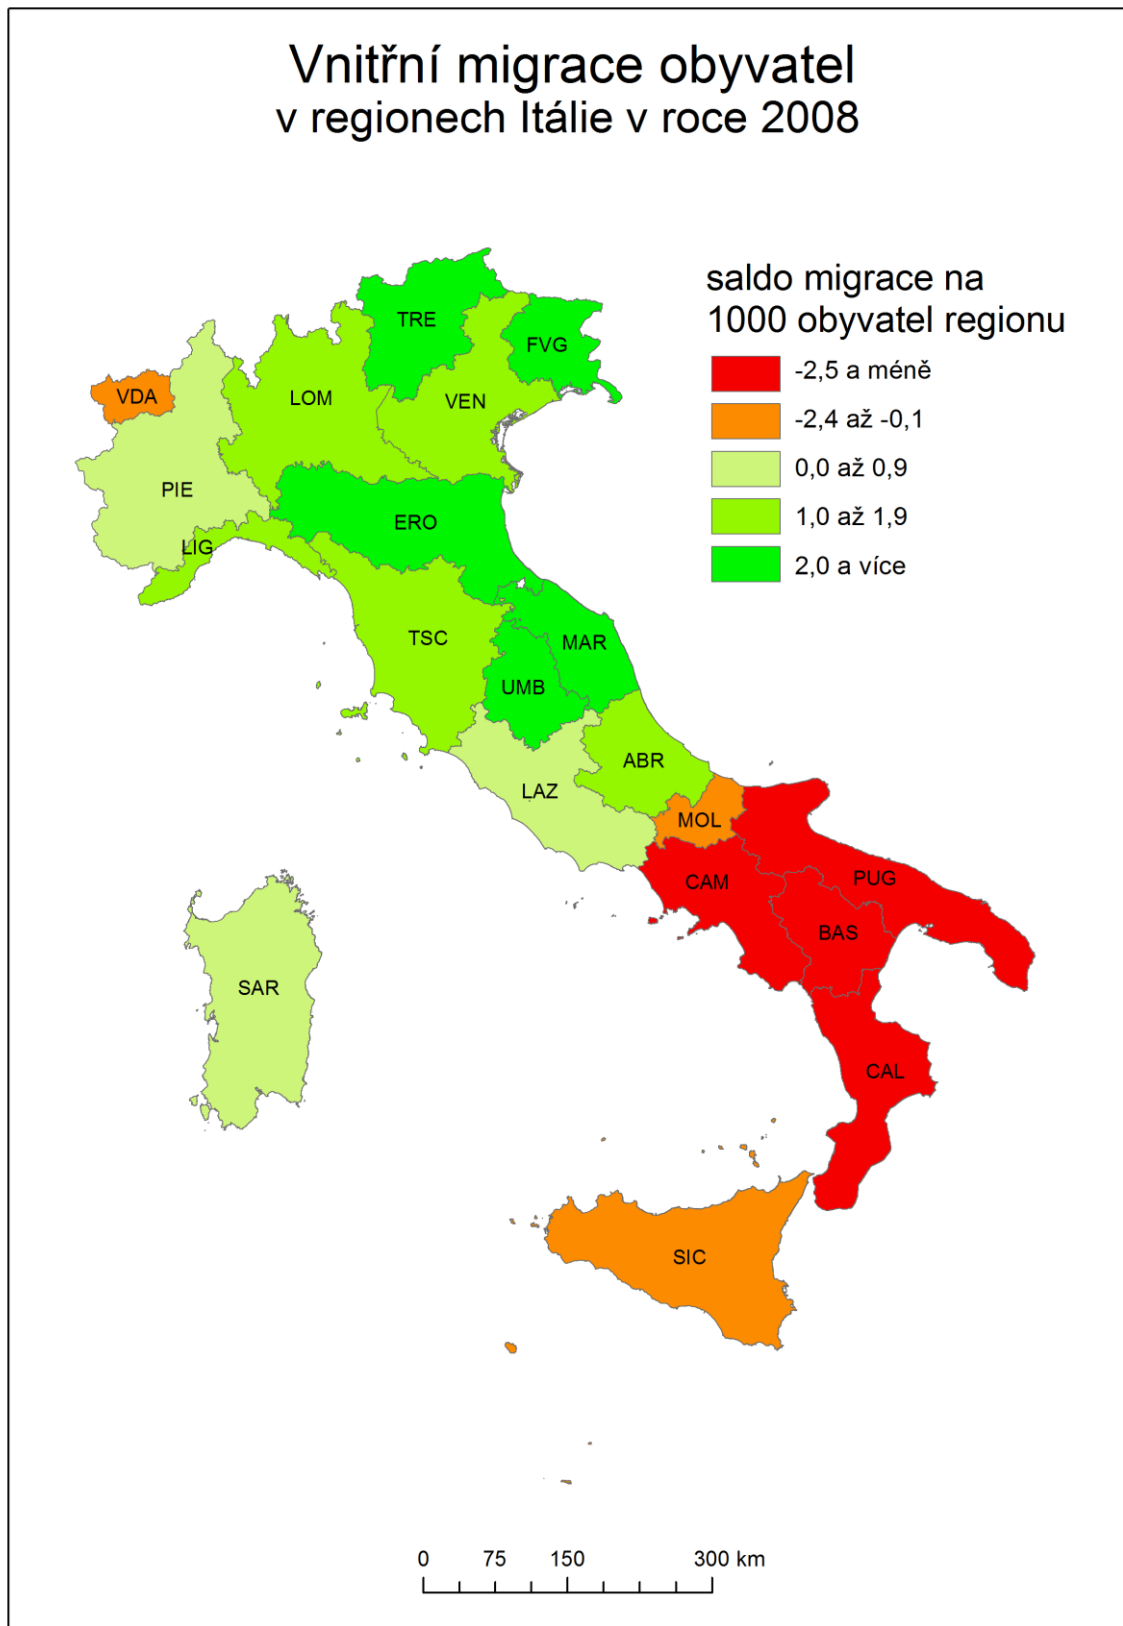 Vnitřní migrace obyvatel
v regionech Itálie v roce 2008
saldo migrace na
1000 obyvatel regionu
-2,5 a méně
-2,4 až -0,1
0,0 až 0,9
1,0 až 1,9
2,0 a více
TRE
FVG
VDA
LOM
VEN
PIE
ERO
LIG
TSC
MAR
UMB
ABR
LAZ
MOL
CAM
PUG
BAS
SAR
CAL
SIC
0 75 150 300 km